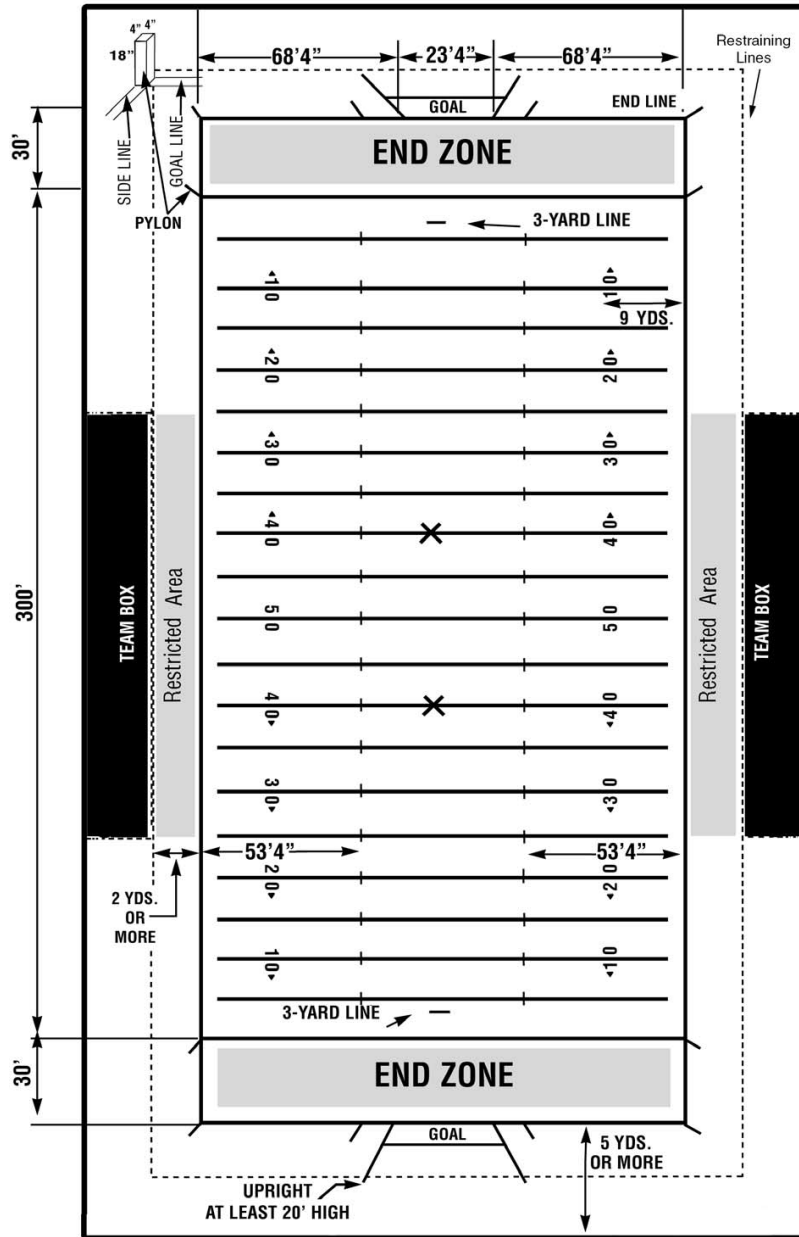 4" 4"
18"
68'4"
23'4"
68'4"
Restraining
Lines
GOAL
END LINE
30'
SIDE LINE
GOAL LINE
END ZONE
PYLON
3-YARD LINE
10
10
9 YDS.
20
20
30
30
40
40
300'
TEAM BOX
Restricted Area
50
50
Restricted Area
TEAM BOX
40
40
30
30
53'4"
53'4"
2 YDS.
OR
MORE
20
20
10
10
3-YARD LINE
30'
END ZONE
GOAL
5 YDS.
OR MORE
UPRIGHT
AT LEAST 20' HIGH